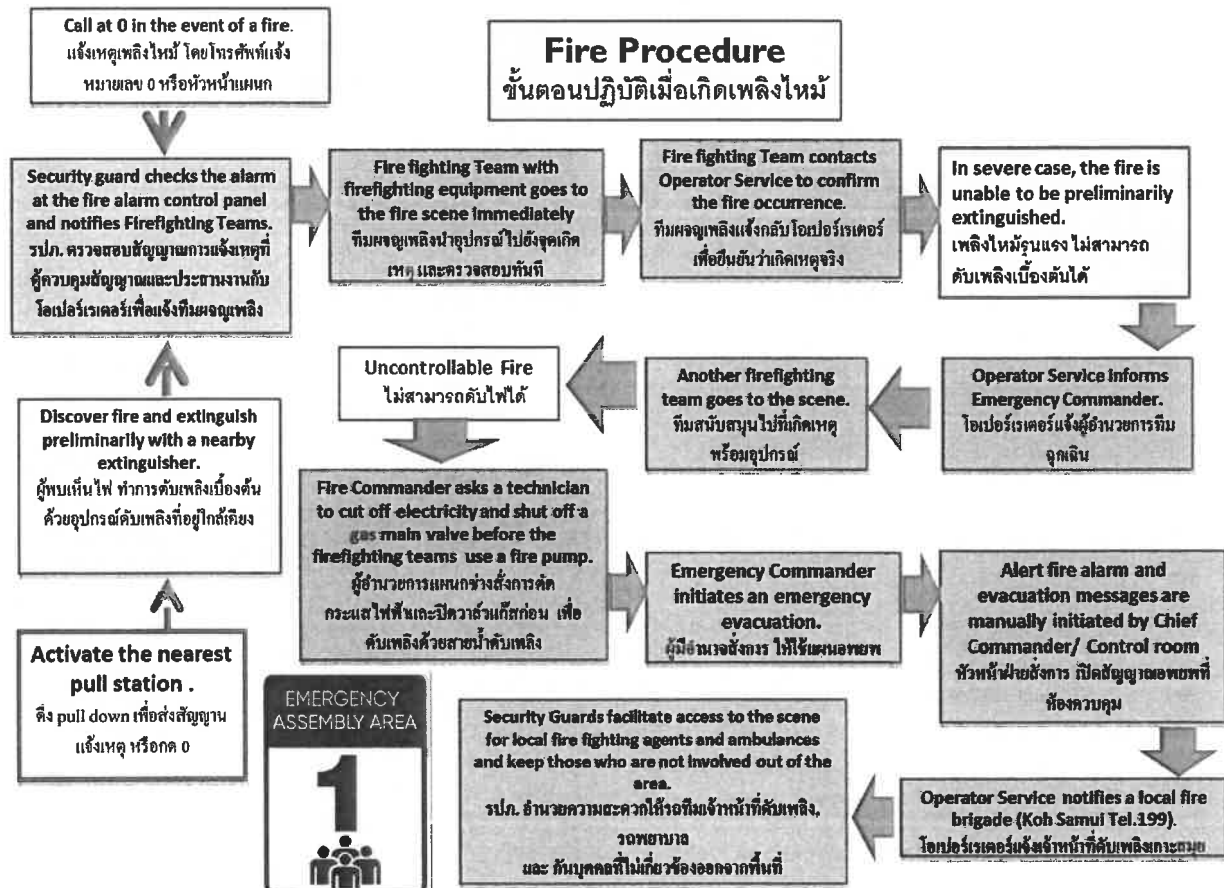 Call at 0 in the event of a fire.
แจ้งเหตุเพลิงไหม้ โดยโทรศัพท์แจ้ง
หมายเลข 0 หรือหัวหน้าแผนก
Fire Procedure
ขั้นตอนปฏิบัติเมื่อเกิดเพลิงไหม้
Security guard checks the alarm
at the fire alarm control panel
and notifies Firefighting Teams.
รปภ. ตรวจสอบสัญญาณการแจ้งเหตุที่
ตู้ควบคุมสัญญาณและประสานงานกับ
โอเปอร์เรเตอร์เพื่อแจ้งทีมผจญเพลิง
Fire fighting Team with
firefighting equipment goes to
the fire scene immediately
ทีมผจญเพลิงนำอุปกรณ์ไปยังจุดเกิด
เหตุ และตรวจสอบทันที
Fire fighting Team contacts
Operator Service to confirm
the fire occurrence.
ทีมผจญเพลิงแจ้งกลับโอเปอร์เรเตอร์
เพื่อยืนยันว่าเกิดเหตุจริง
In severe case, the fire is
unable to be preliminarily
extinguished.
เพลิงไหม้รุนแรง ไม่สามารถ
ดับเพลิงเบื้องต้นได้
Operator Service informs
Emergency Commander.
โอเปอร์เรเตอร์แจ้งผู้อำนวยการทีม
ฉุกเฉิน
Another firefighting
team goes to the scene.
ทีมสนับสนุนไปที่เกิดเหตุ
พร้อมอุปกรณ์
Uncontrollable Fire
ไม่สามารถดับไฟได้
Discover fire and extinguish
preliminarily with a nearby
extinguisher.
ผู้พบเห็นไฟ ทำการดับเพลิงเบื้องต้น
ด้วยอุปกรณ์ดับเพลิงที่อยู่ใกล้เคียง
Activate the nearest
pull station .
ดึง pull down เพื่อส่งสัญญาน
แจ้งเหตุ หรือกด 0
Fire Commander asks a technician
to cut off electricity and shut off a
gas main valve before the
firefighting teams use a fire pump.
ผู้อำนวยการแผนกช่างสั่งการตัด
กระแสไฟฟ้าและปิดวาล์วแก๊สก่อน เพื่อ
ดับเพลิงด้วยสายน้ำดับเพลิง
Emergency Commander
initiates an emergency
evacuation.
ผู้มีอำนาจสั่งการ ให้ใช้แผนอพยพ
Alert fire alarm and
evacuation messages are
manually initiated by Chief
Commander/ Control room
หัวหน้าฝ่ายสั่งการ เปิดสัญญาณอพยพที่
ห้องควบคุม
Operator Service notifies a local fire
brigade (Koh Samui Tel.199).
โอเปอร์เรเตอร์แจ้งเจ้าหน้าที่ดับเพลิงเกาะสมุย
Security Guards facilitate access to the scene
for local fire fighting agents and ambulances
and keep those who are not involved out of the
area.
รปภ. อำนวยความสะดวกให้รถทีมเจ้าหน้าที่ดับเพลิง,
รถพยาบาล
และ กันบุคคลที่ไม่เกี่ยวข้องออกจากพื้นที่
EMERGENCY
ASSEMBLY AREA
1